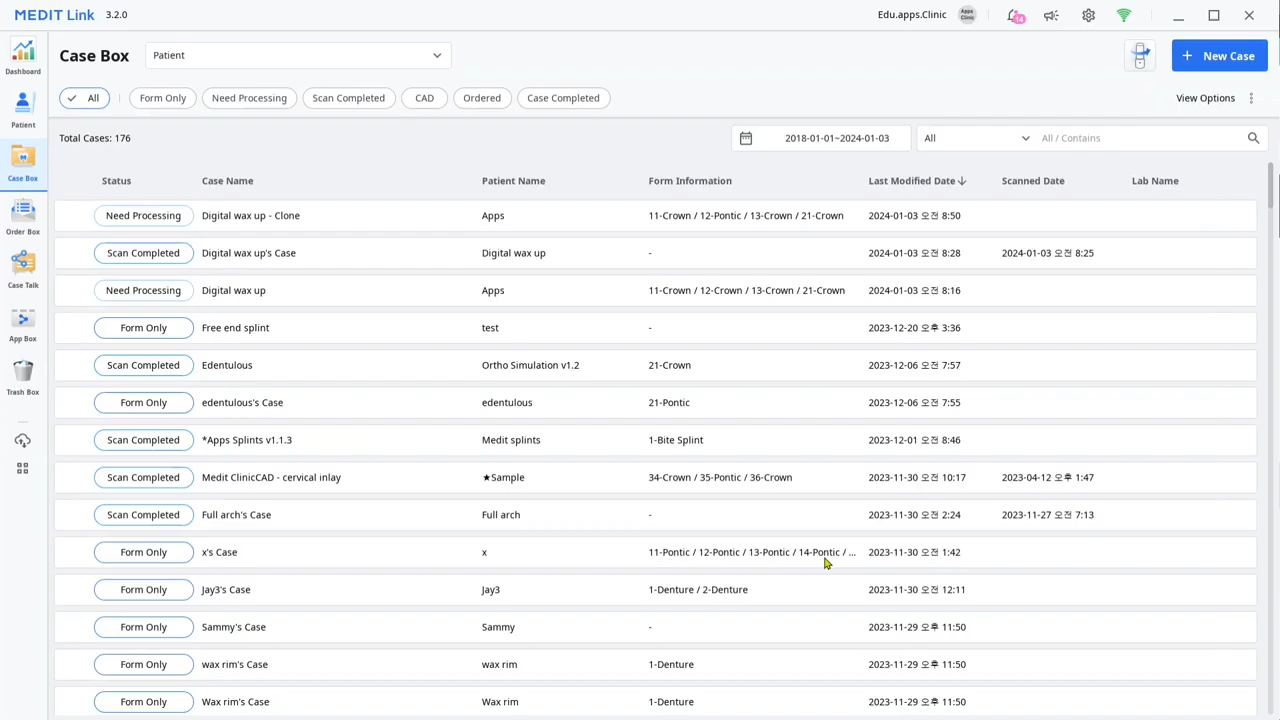 MEDIT Link 3.2.0
Edu.apps.Clinic
Apps
Clinic
14
Dashboard
Patient
Case Box
Order Box
Case Talk
App Box
Trash Box
Case Box
Patient
+ New Case
All
Form Only
Need Processing
Scan Completed
CAD
Ordered
Case Completed
View Options
Total Cases: 176
2018-01-01~2024-01-03
All
All / Contains
Status Case Name Patient Name Form Information Last Modified Date Scanned Date Lab Name
Need Processing Digital wax up - Clone Apps 11-Crown / 12-Pontic / 13-Crown / 21-Crown 2024-01-03 오전 8:50
Scan Completed Digital wax up's Case Digital wax up - 2024-01-03 오전 8:28 2024-01-03 오전 8:25
Need Processing Digital wax up Apps 11-Crown / 12-Crown / 13-Crown / 21-Crown 2024-01-03 오전 8:16
Form Only Free end splint test - 2023-12-20 오후 3:36
Scan Completed Edentulous Ortho Simulation v1.2 21-Crown 2023-12-06 오전 7:57
Form Only edentulous's Case edentulous 21-Pontic 2023-12-06 오전 7:55
Scan Completed *Apps Splints v1.1.3 Medit splints 1-Bite Splint 2023-12-01 오전 8:46
Scan Completed Medit ClinicCAD - cervical inlay ★Sample 34-Crown / 35-Pontic / 36-Crown 2023-11-30 오전 10:17 2023-04-12 오후 1:47
Scan Completed Full arch's Case Full arch - 2023-11-30 오전 2:24 2023-11-27 오전 7:13
Form Only x's Case x 11-Pontic / 12-Pontic / 13-Pontic / 14-Pontic / ... 2023-11-30 오전 1:42
Form Only Jay3's Case Jay3 1-Denture / 2-Denture 2023-11-30 오전 12:11
Form Only Sammy's Case Sammy - 2023-11-29 오후 11:50
Form Only wax rim's Case wax rim 1-Denture 2023-11-29 오후 11:50
Form Only Wax rim's Case Wax rim 1-Denture 2023-11-29 오후 11:50